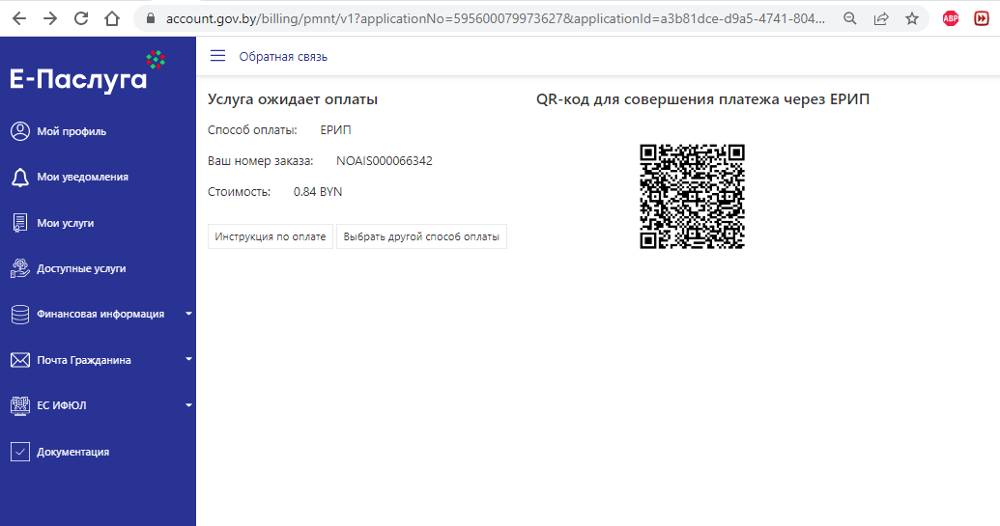 account.gov.by/billing/pmnt/v1?applicationNo=595600079973627&applicationId=a3b81dce-d9a5-4741-804...
ABP
Е-Паслуга
Обратная связь
Мой профиль
Мои уведомления
Мои услуги
Доступные услуги
Финансовая информация
Почта Гражданина
ЕС ИФЮЛ
Документация
Услуга ожидает оплаты
Способ оплаты: ЕРИП
Ваш номер заказа: NOAIS000066342
Стоимость: 0.84 BYN
Инструкция по оплате
Выбрать другой способ оплаты
QR-код для совершения платежа через ЕРИП